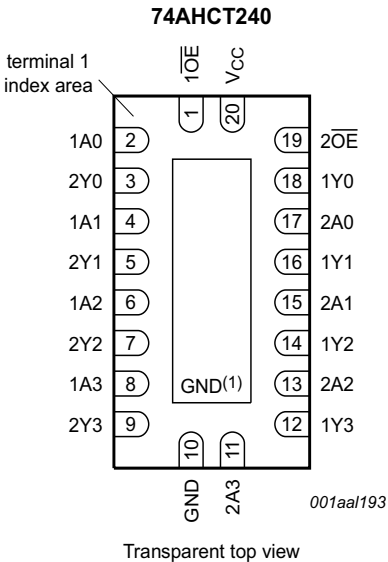 74AHCT240
terminal 1
index area
1O̅E̅
VCC
1
20
1A0 2
19 2O̅E̅
2Y0 3
18 1Y0
1A1 4
17 2A0
2Y1 5
16 1Y1
1A2 6
15 2A1
2Y2 7
14 1Y2
1A3 8
GND(1)
13 2A2
2Y3 9
12 1Y3
10
11
GND
2A3
001aal193
Transparent top view